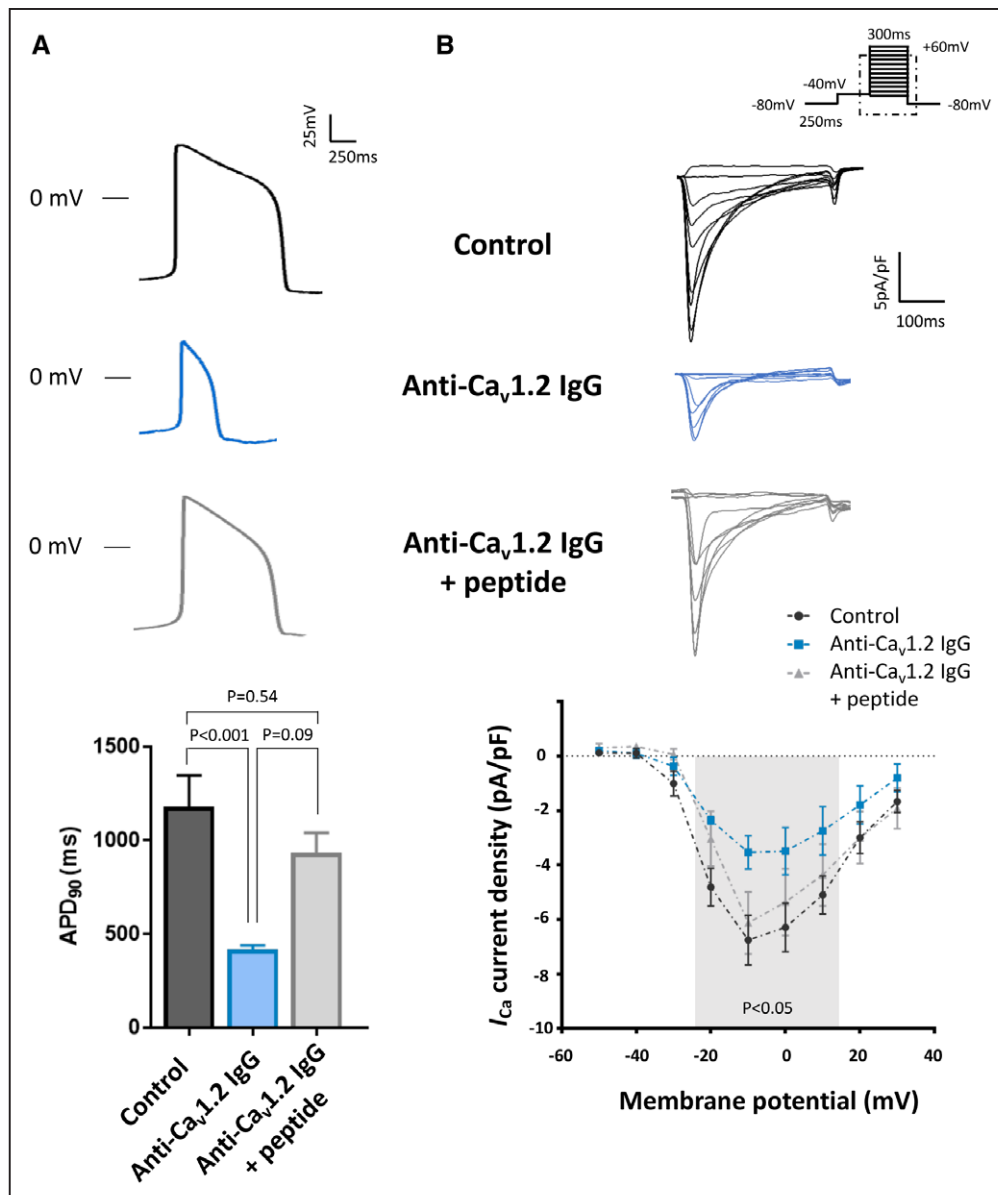 A
B
25mV
250ms
300ms
+60mV
-40mV
-80mV
-80mV
250ms
0 mV
Control
5pA/pF
100ms
0 mV
Anti-Cav1.2 IgG
0 mV
Anti-Cav1.2 IgG
+ peptide
Control
Anti-Cav1.2 IgG
Anti-Cav1.2 IgG
+ peptide
P=0.54
P<0.001
P=0.09
1500
1000
500
0
APD90 (ms)
Control
Anti-Cav1.2 IgG
Anti-Cav1.2 IgG
+ peptide
0
-2
-4
-6
-8
-10
ICa current density (pA/pF)
P<0.05
-60
-40
-20
0
20
40
Membrane potential (mV)